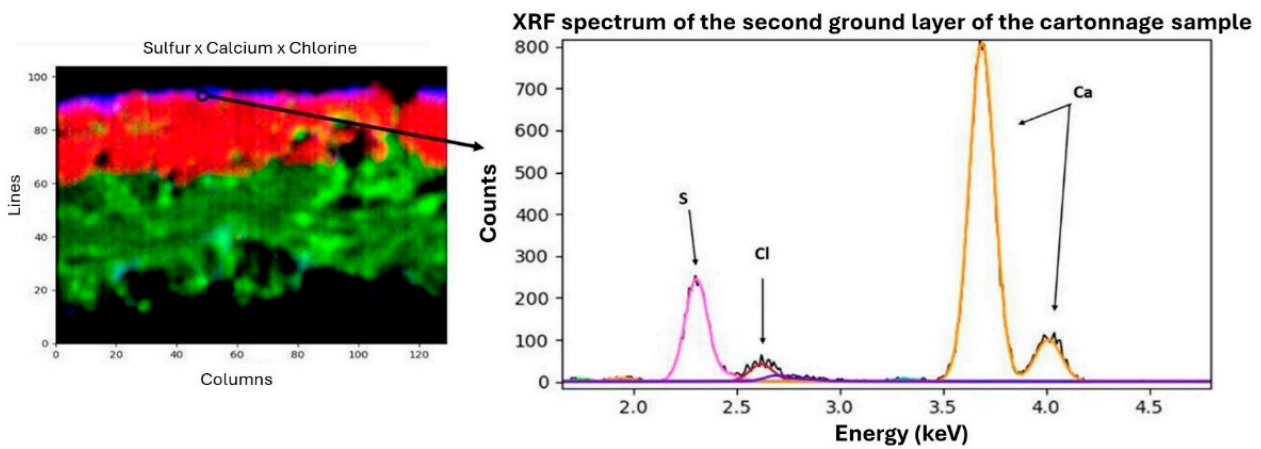 XRF spectrum of the second ground layer of the cartonnage sample
Sulfur x Calcium x Chlorine
100
80
60
40
20
0
Lines
0 20 40 60 80 100 120
Columns
800
700
600
500
400
300
200
100
0
Counts
S
Cl
Ca
2.0 2.5 3.0 3.5 4.0 4.5
Energy (keV)